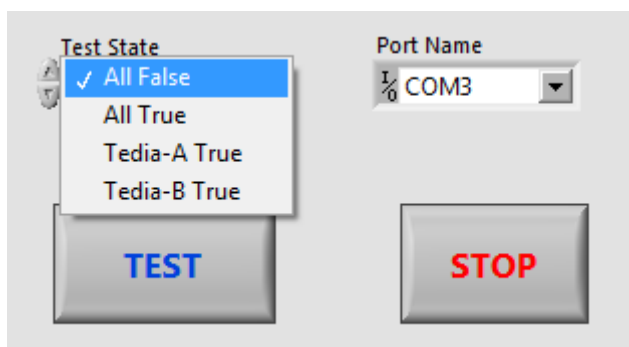 Test State
Port Name
✓ All False
All True
Tedia-A True
Tedia-B True
I/O COM3
TEST
STOP